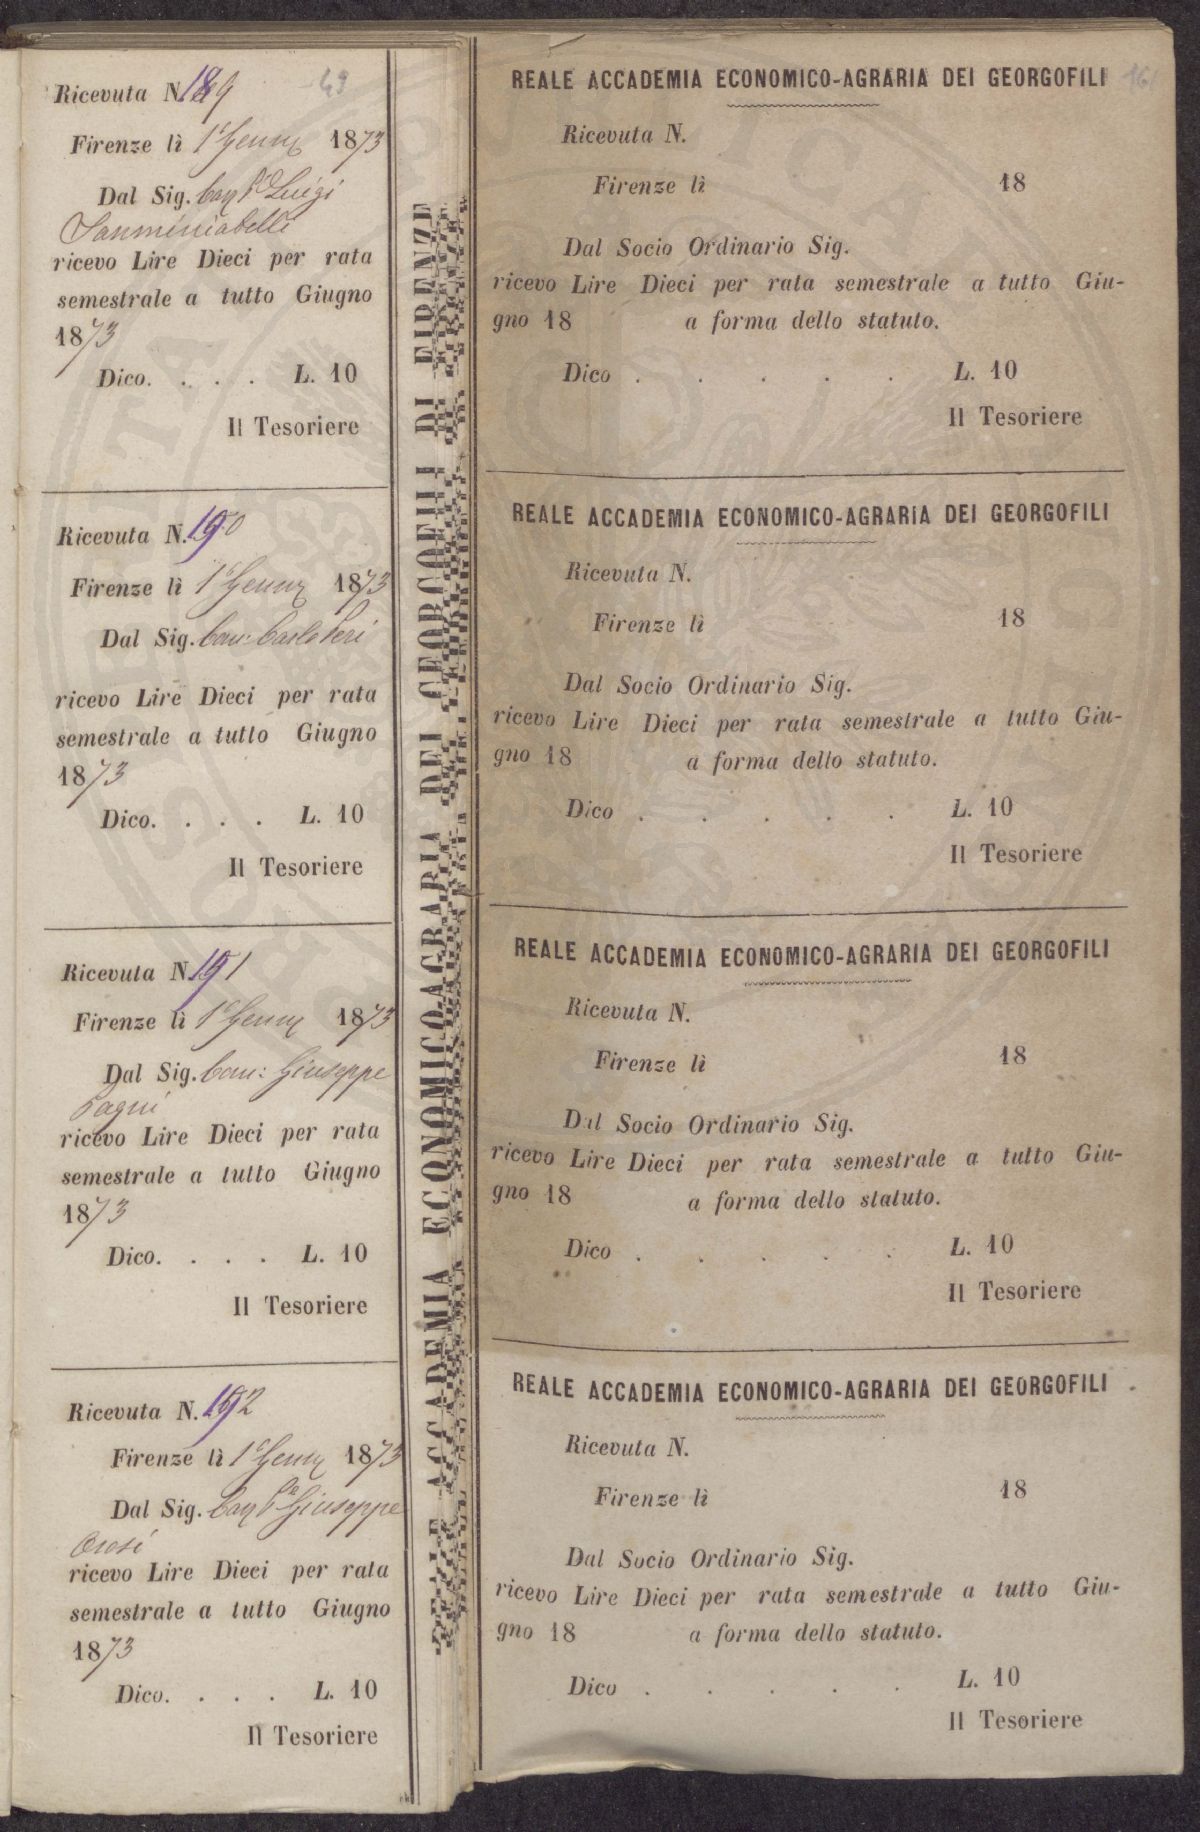 Ricevuta N. 189
49
Firenze lì 1° Genn 1873
Dal Sig. Luigi
Sanminiatelli
ricevo Lire Dieci per rata
semestrale a tutto Giugno
1873
Dico. . . . L. 10
Il Tesoriere
Ricevuta N. 190
Firenze lì 1° Genn 1873
Dal Sig. Cav: Carlo Peri
ricevo Lire Dieci per rata
semestrale a tutto Giugno
1873
Dico. . . . L. 10
Il Tesoriere
Ricevuta N. 191
Firenze lì 1° Genn 1873
Dal Sig. Cav: Giuseppe
Pagni
ricevo Lire Dieci per rata
semestrale a tutto Giugno
1873
Dico. . . . L. 10
Il Tesoriere
Ricevuta N. 192
Firenze lì 1° Genn 1873
Dal Sig. Giuseppe
Orosi
ricevo Lire Dieci per rata
semestrale a tutto Giugno
1873
Dico. . . . L. 10
Il Tesoriere
REALE ACCADEMIA ECONOMICO-AGRARIA DEI GEORGOFILI DI FIRENZE
REALE ACCADEMIA ECONOMICO-AGRARIA DEI GEORGOFILI
161
Ricevuta N.
Firenze lì 18
Dal Socio Ordinario Sig.
ricevo Lire Dieci per rata semestrale a tutto Giu-
gno 18 a forma dello statuto.
Dico . . . . . L. 10
Il Tesoriere
REALE ACCADEMIA ECONOMICO-AGRARIA DEI GEORGOFILI
Ricevuta N.
Firenze lì 18
Dal Socio Ordinario Sig.
ricevo Lire Dieci per rata semestrale a tutto Giu-
gno 18 a forma dello statuto.
Dico . . . . . L. 10
Il Tesoriere
REALE ACCADEMIA ECONOMICO-AGRARIA DEI GEORGOFILI
Ricevuta N.
Firenze lì 18
Dal Socio Ordinario Sig.
ricevo Lire Dieci per rata semestrale a tutto Giu-
gno 18 a forma dello statuto.
Dico . . . . . L. 10
Il Tesoriere
REALE ACCADEMIA ECONOMICO-AGRARIA DEI GEORGOFILI
Ricevuta N.
Firenze lì 18
Dal Socio Ordinario Sig.
ricevo Lire Dieci per rata semestrale a tutto Giu-
gno 18 a forma dello statuto.
Dico . . . . . L. 10
Il Tesoriere